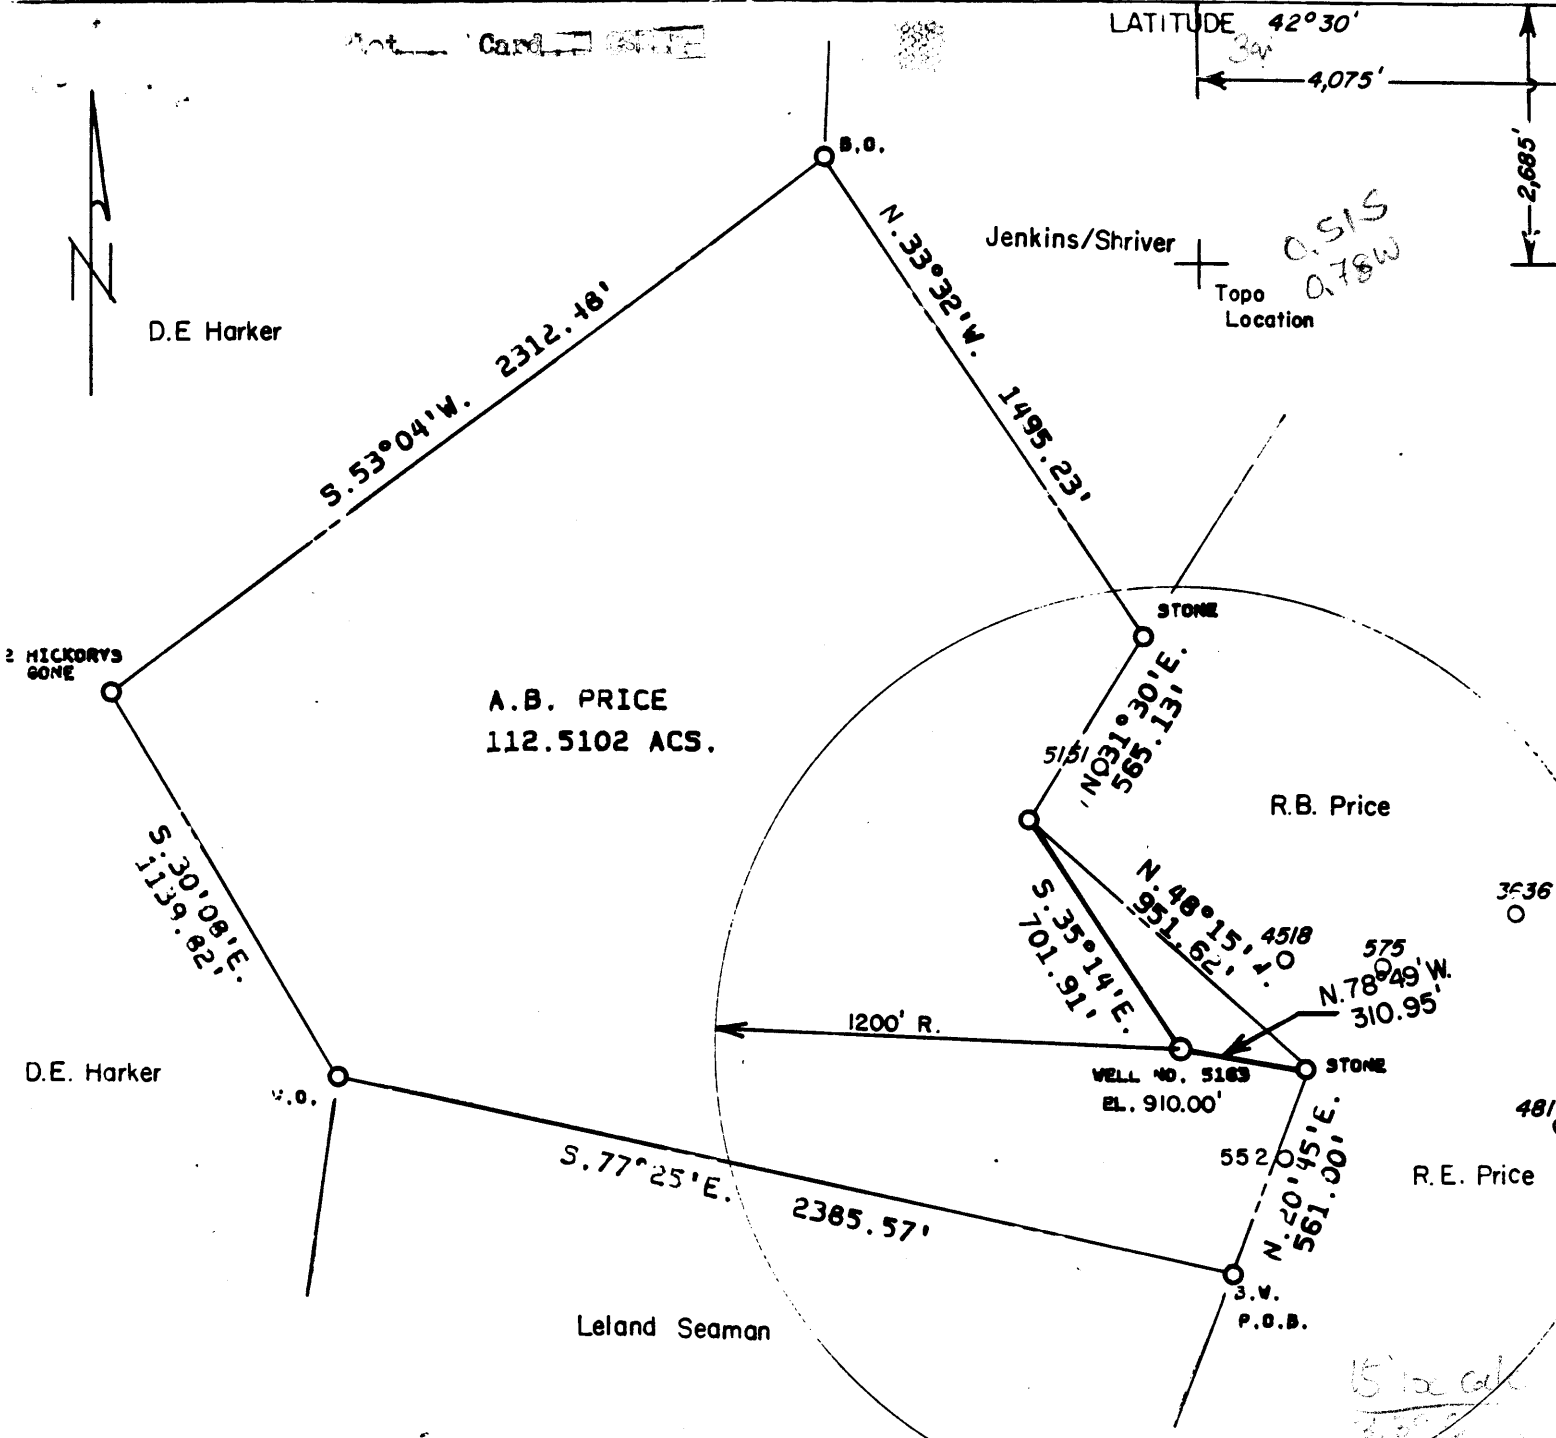 Card
LATITUDE 42°30'
4,075'
2,685'
B.O.
N
Jenkins/Shriver
0.51S
0.78W
Topo
Location
D.E Harker
N.33°32'W. 1495.23'
S.53°04'W. 2312.48'
STONE
2 HICKORYS
GONE
N.31°30'E.
565.13'
A.B. PRICE
112.5102 ACS.
5151
R.B. Price
S.30'08'E.
1139.82'
N.48°15'
951.62'
S.35°14'E.
701.91'
4518
575
3636
N.78°49'W.
310.95'
1200' R.
D.E. Harker
WELL NO. 5163
EL. 910.00'
STONE
481
552
N.20'45'E.
561.00'
R.E. Price
S.77°25'E. 2385.57'
3.W.
P.O.B.
Leland Seaman